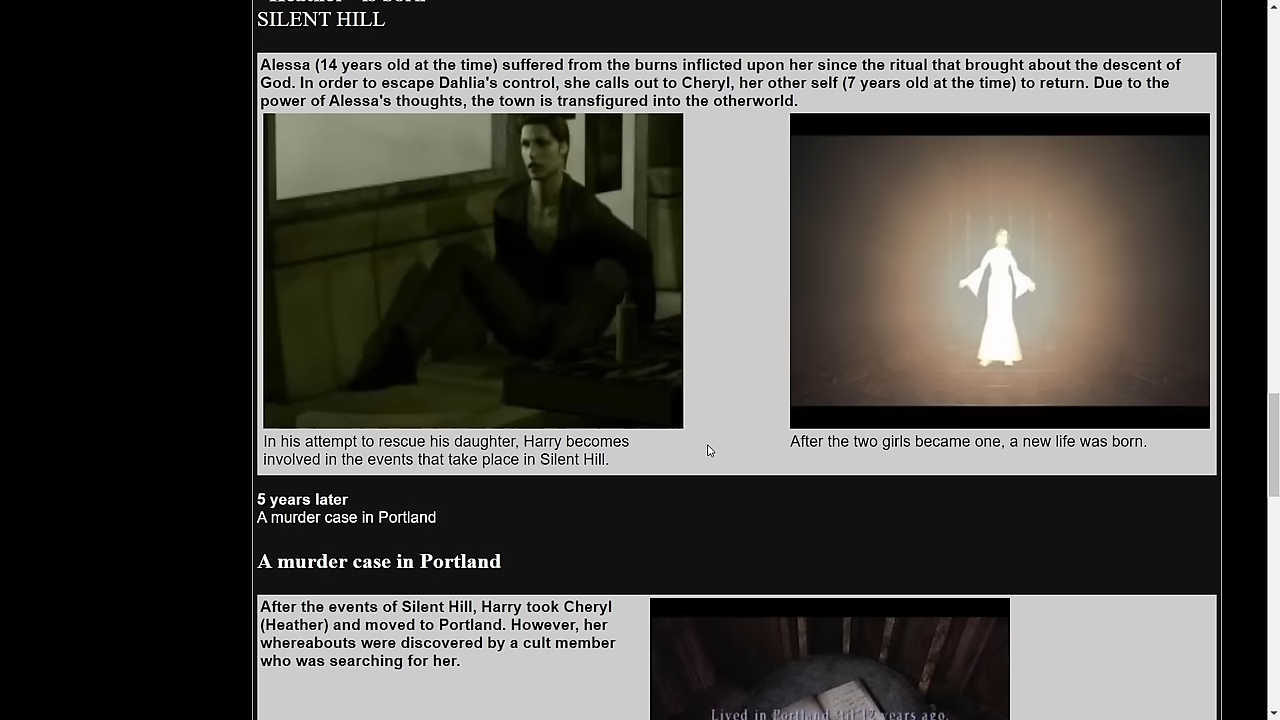 SILENT HILL
Alessa (14 years old at the time) suffered from the burns inflicted upon her since the ritual that brought about the descent of
God. In order to escape Dahlia's control, she calls out to Cheryl, her other self (7 years old at the time) to return. Due to the
power of Alessa's thoughts, the town is transfigured into the otherworld.
In his attempt to rescue his daughter, Harry becomes
involved in the events that take place in Silent Hill.
After the two girls became one, a new life was born.
5 years later
A murder case in Portland
A murder case in Portland
After the events of Silent Hill, Harry took Cheryl
(Heather) and moved to Portland. However, her
whereabouts were discovered by a cult member
who was searching for her.
Lived in Portland 'til 12 years ago.